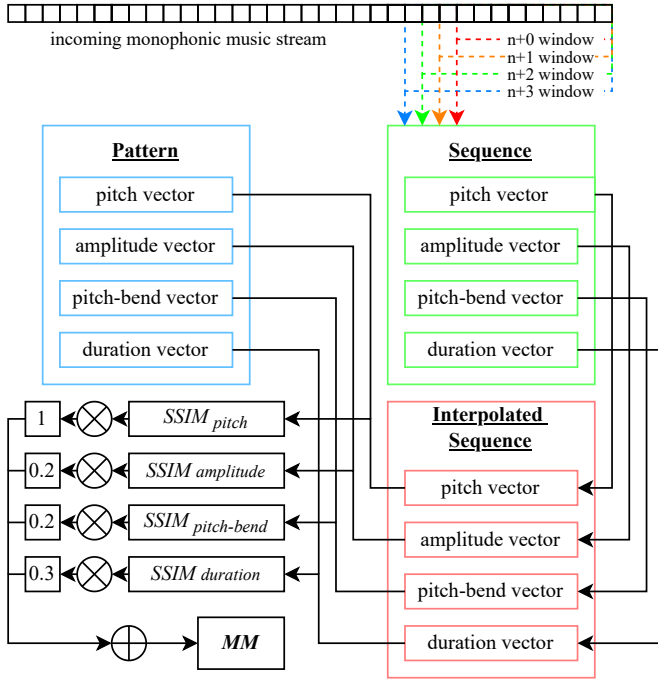 incoming monophonic music stream
n+0 window
n+1 window
n+2 window
n+3 window
Pattern
pitch vector
amplitude vector
pitch-bend vector
duration vector
Sequence
pitch vector
amplitude vector
pitch-bend vector
duration vector
1
SSIM pitch
0.2
SSIM amplitude
0.2
SSIM pitch-bend
0.3
SSIM duration
MM
Interpolated
Sequence
pitch vector
amplitude vector
pitch-bend vector
duration vector